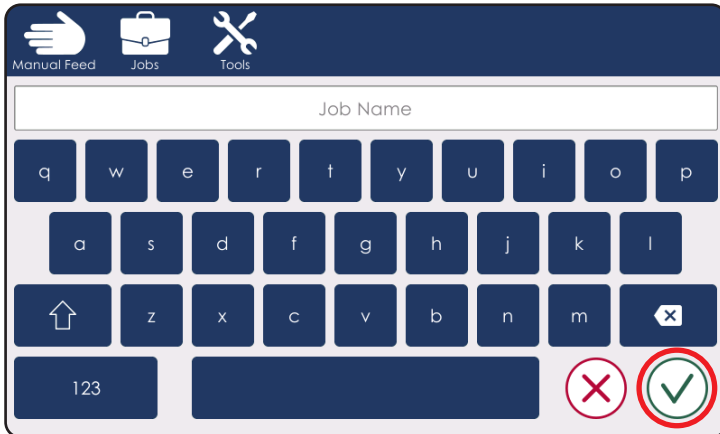 Manual Feed Jobs Tools
Job Name
q w e r t y u i o p
a s d f g h j k l
z x c v b n m
123